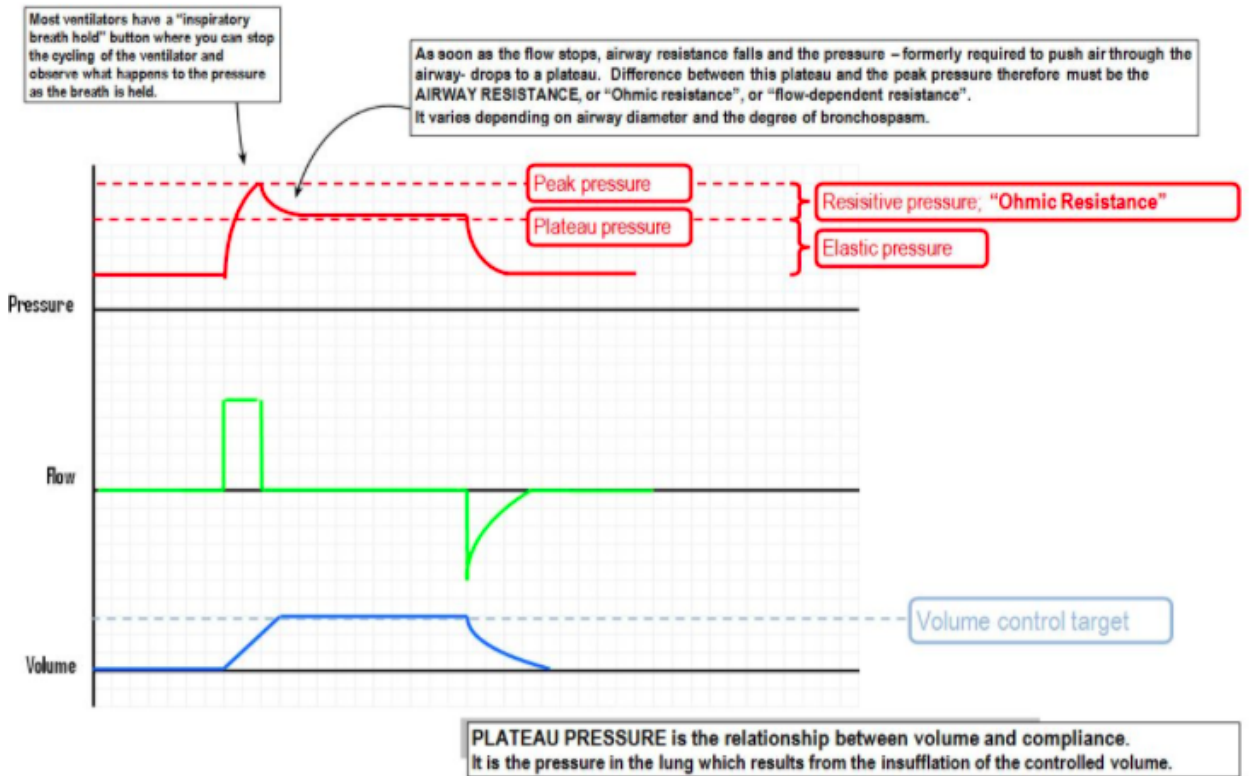 Most ventilators have a "inspiratory
breath hold" button where you can stop
the cycling of the ventilator and
observe what happens to the pressure
as the breath is held.
As soon as the flow stops, airway resistance falls and the pressure – formerly required to push air through the
airway- drops to a plateau. Difference between this plateau and the peak pressure therefore must be the
AIRWAY RESISTANCE, or "Ohmic resistance", or "flow-dependent resistance".
It varies depending on airway diameter and the degree of bronchospasm.
Peak pressure
Resisitive pressure; "Ohmic Resistance"
Plateau pressure
Elastic pressure
Pressure
Flow
Volume control target
Volume
PLATEAU PRESSURE is the relationship between volume and compliance.
It is the pressure in the lung which results from the insufflation of the controlled volume.